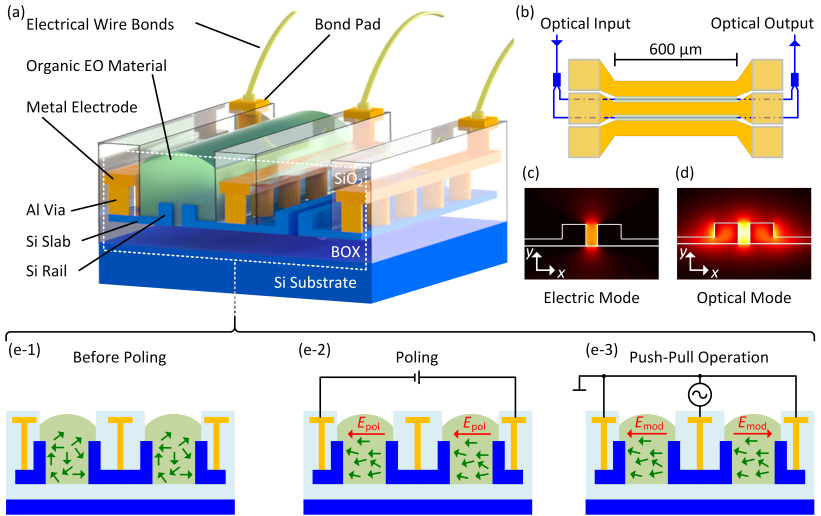 (a)
Electrical Wire Bonds
Bond Pad
Organic EO Material
Metal Electrode
SiO2
Al Via
Si Slab
BOX
Si Rail
Si Substrate
(b)
Optical Input
Optical Output
600 µm
(c)
y
x
Electric Mode
(d)
y
x
Optical Mode
(e-1)
Before Poling
(e-2)
Poling
Epol
Epol
(e-3)
Push-Pull Operation
Emod
Emod